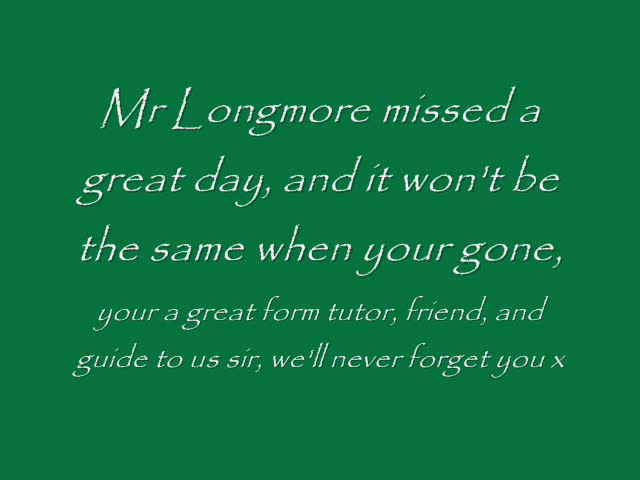 Mr Longmore missed a
great day, and it won't be
the same when your gone,
your a great form tutor, friend, and
guide to us sir, we'll never forget you x